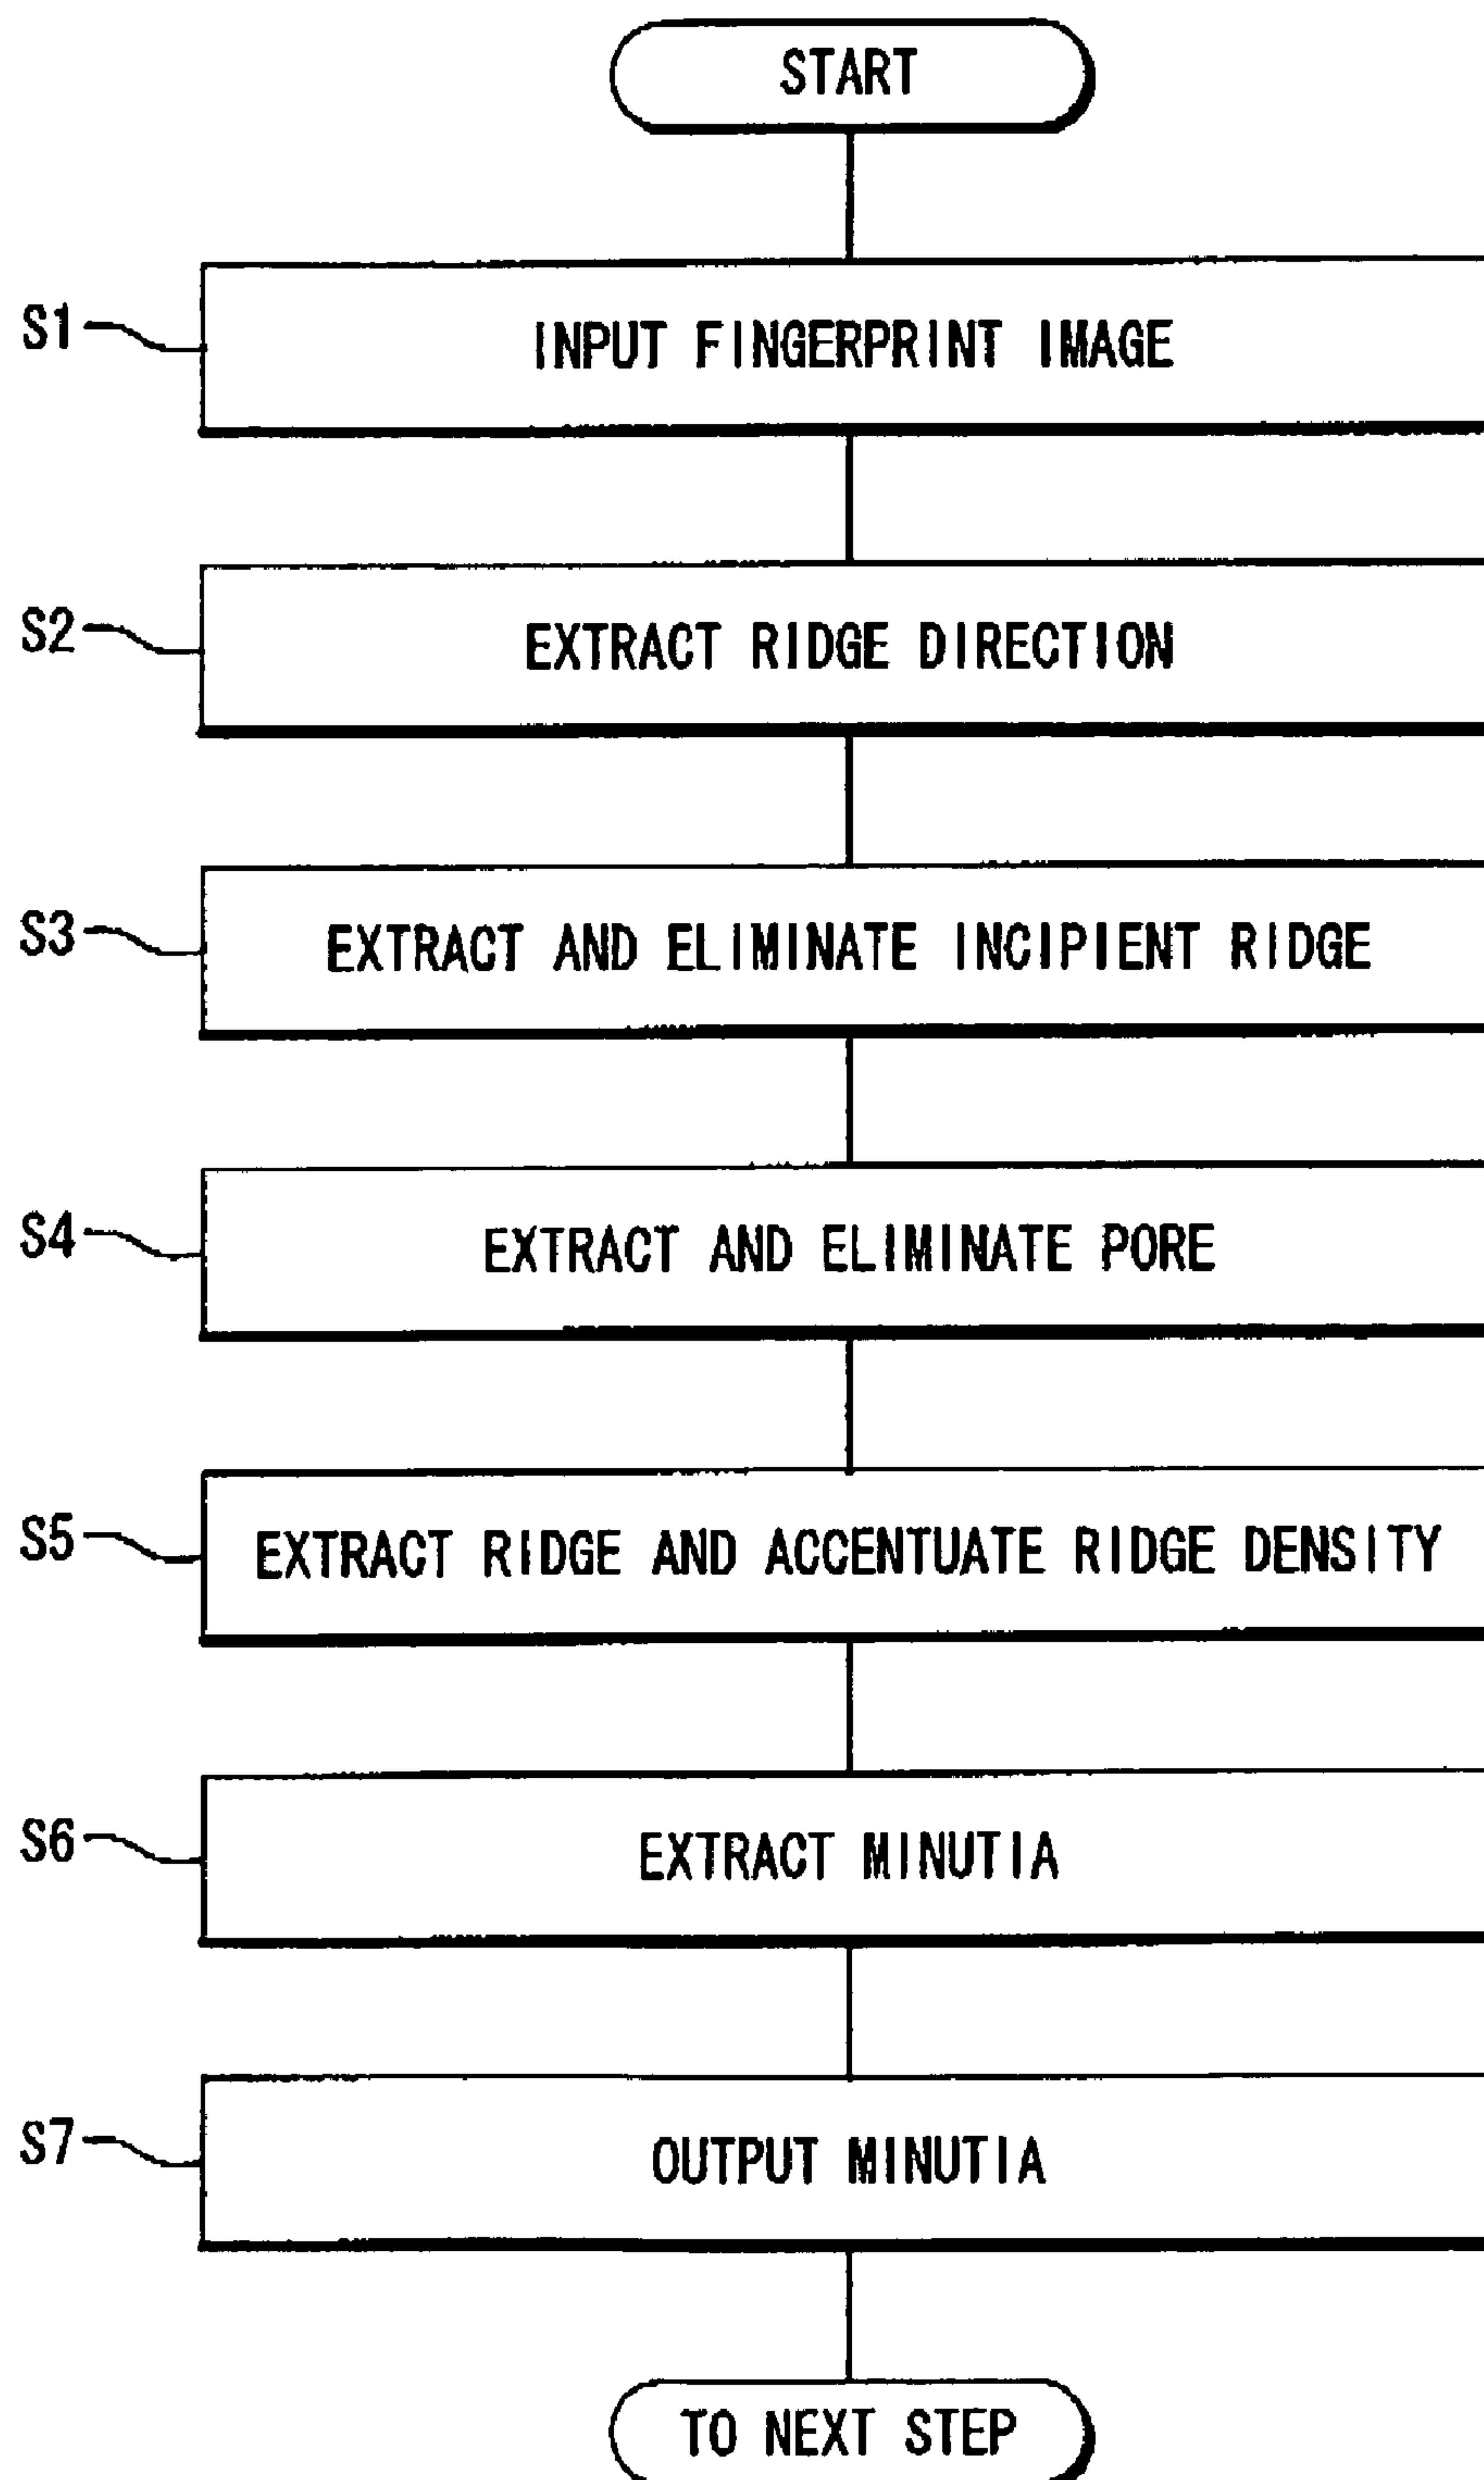 START
S1
INPUT FINGERPRINT IMAGE
S2
EXTRACT RIDGE DIRECTION
S3
EXTRACT AND ELIMINATE INCIPIENT RIDGE
S4
EXTRACT AND ELIMINATE PORE
S5
EXTRACT RIDGE AND ACCENTUATE RIDGE DENSITY
S6
EXTRACT MINUTIA
S7
OUTPUT MINUTIA
TO NEXT STEP